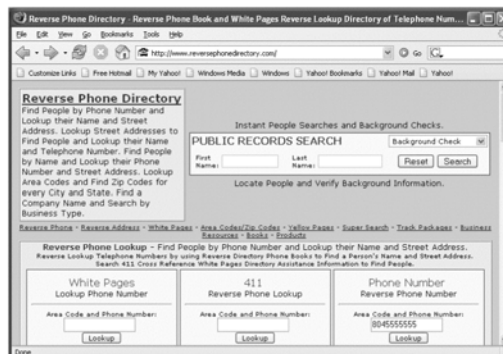 Reverse Phone Directory - Reverse Phone Book and White Pages Reverse Lookup Directory of Telephone Num...
File Edit View Go Bookmarks Tools Help
http://www.reversephonedirectory.com/ Go
Customize Links Free Hotmail My Yahoo! Windows Media Windows Yahoo! Bookmarks Yahoo! Mail Yahoo!
Reverse Phone Directory
Find People by Phone Number and
Lookup their Name and Street
Address. Lookup Street Addresses to
Find People and Lookup their Name
and Telephone Number. Find People
by Name and Lookup their Phone
Number and Street Address. Lookup
Area Codes and Find Zip Codes for
every City and State. Find a
Company Name and Search by
Business Type.
Instant People Searches and Background Checks.
PUBLIC RECORDS SEARCH Background Check
First Name: Last Name: Reset Search
Locate People and Verify Background Information.
Reverse Phone - Reverse Address - White Pages - Area Codes/Zip Codes - Yellow Pages - Super Search - Track Packages - Business
Resources - Books - Products
Reverse Phone Lookup - Find People by Phone Number and Lookup their Name and Street Address.
Reverse Lookup Telephone Numbers by using Reverse Directory Phone Books to Find a Person's Name and Street Address.
Search 411 Cross Reference White Pages Directory Assistance Information to Find People.
White Pages
Lookup Phone Number
Area Code and Phone Number:
Lookup
411
Reverse Phone Lookup
Area Code and Phone Number:
Lookup
Phone Number
Reverse Phone Number
Area Code and Phone Number:
8045555555
Lookup
Done